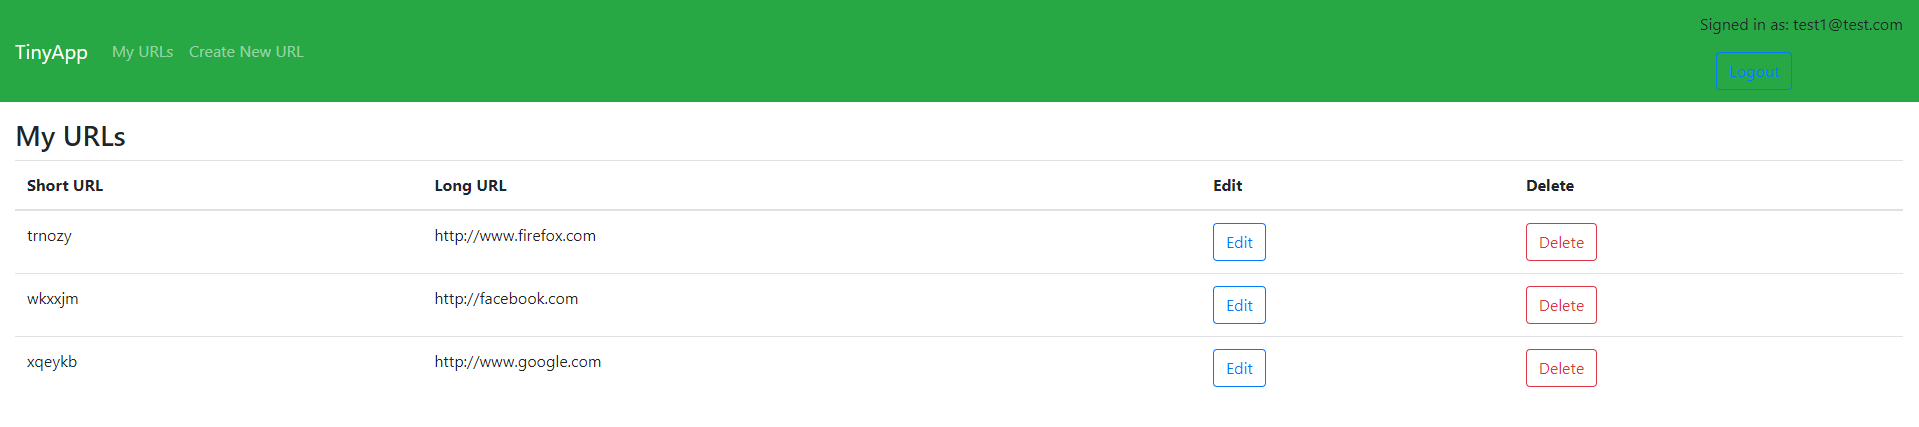 Signed in as: test1@test.com
TinyApp My URLs Create New URL
Logout
My URLs
Short URL Long URL Edit Delete
trnozy http://www.firefox.com Edit Delete
wkxxjm http://facebook.com Edit Delete
xqeykb http://www.google.com Edit Delete